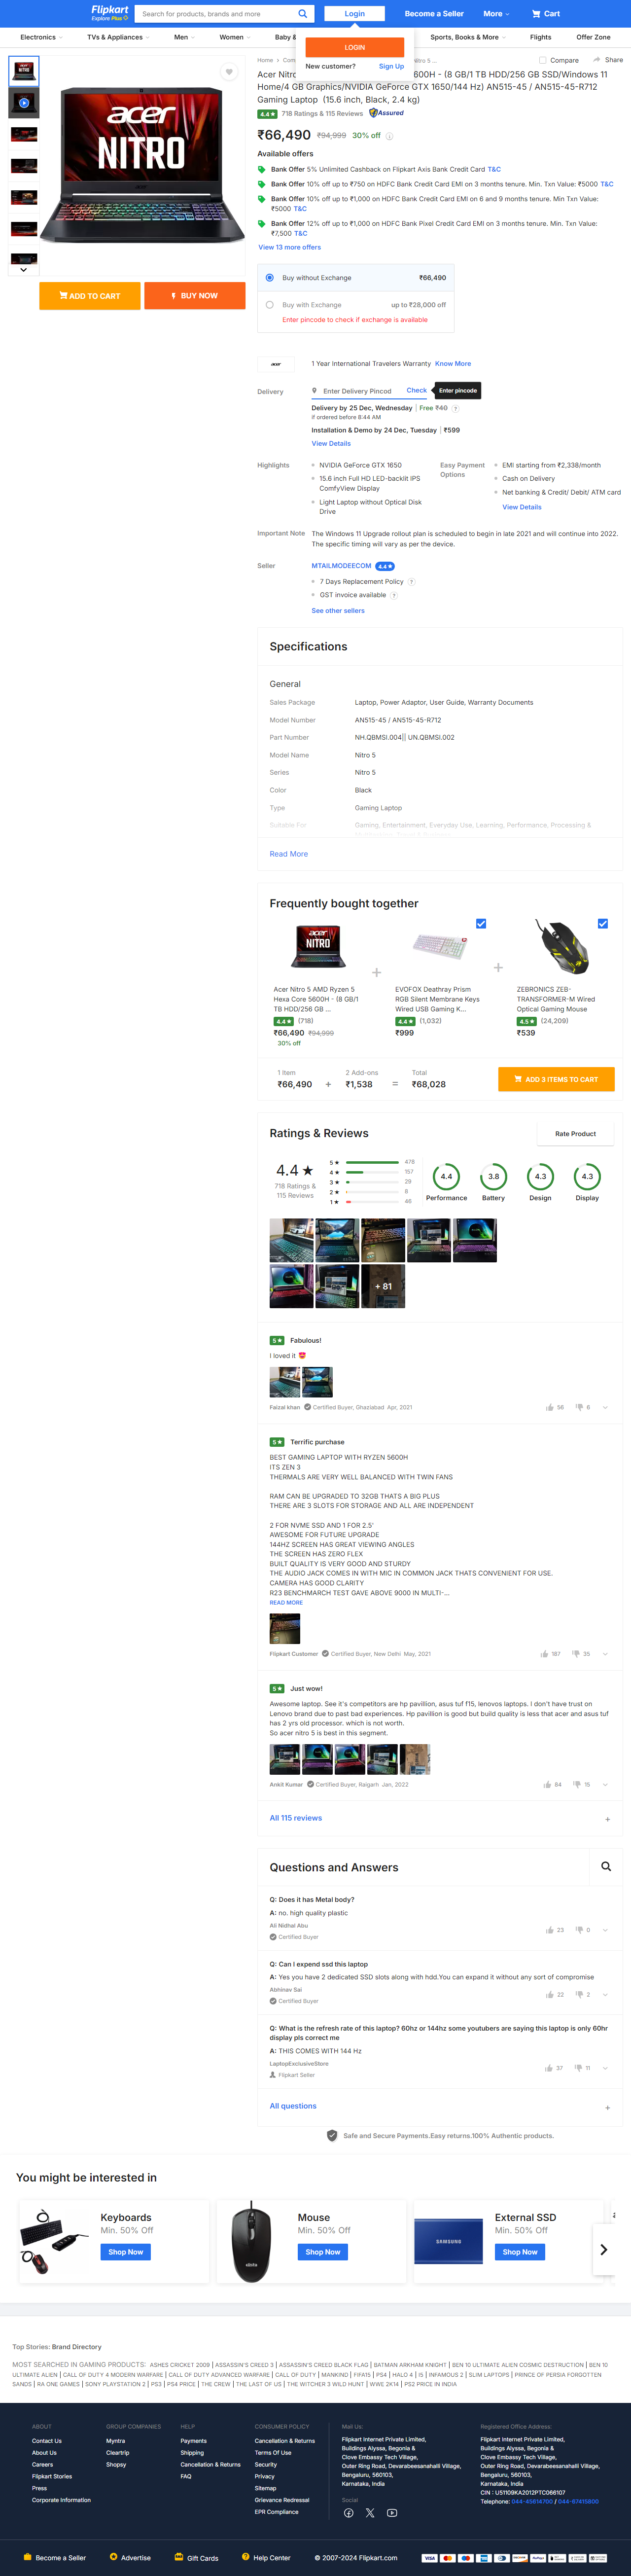 Flipkart
Explore Plus
Search for products, brands and more
Login
Become a Seller
More
Cart
Electronics
TVs & Appliances
Men
Women
Baby &
Sports, Books & More
Flights
Offer Zone
LOGIN
New customer?
Sign Up
Home
Com
Nitro 5 ...
Compare
Share
Acer Nitro
600H - (8 GB/1 TB HDD/256 GB SSD/Windows 11
Home/4 GB Graphics/NVIDIA GeForce GTX 1650/144 Hz) AN515-45 / AN515-45-R712
Gaming Laptop (15.6 inch, Black, 2.4 kg)
4.4★ 718 Ratings & 115 Reviews Assured
₹66,490 ₹94,999 30% off
Available offers
Bank Offer 5% Unlimited Cashback on Flipkart Axis Bank Credit Card T&C
Bank Offer 10% off up to ₹750 on HDFC Bank Credit Card EMI on 3 months tenure. Min. Txn Value: ₹5000 T&C
Bank Offer 10% off up to ₹1,000 on HDFC Bank Credit Card EMI on 6 and 9 months tenure. Min Txn Value:
₹5000 T&C
Bank Offer 12% off up to ₹1,000 on HDFC Bank Pixel Credit Card EMI on 3 months tenure. Min. Txn Value:
₹7,500 T&C
View 13 more offers
acer
NITRO
ADD TO CART
BUY NOW
Buy without Exchange ₹66,490
Buy with Exchange up to ₹28,000 off
Enter pincode to check if exchange is available
acer
1 Year International Travelers Warranty Know More
Delivery
Enter Delivery Pincod
Check
Enter pincode
Delivery by 25 Dec, Wednesday | Free ₹40 ?
if ordered before 8:44 AM
Installation & Demo by 24 Dec, Tuesday | ₹599
View Details
Highlights
NVIDIA GeForce GTX 1650
15.6 inch Full HD LED-backlit IPS
ComfyView Display
Light Laptop without Optical Disk
Drive
Easy Payment
Options
EMI starting from ₹2,338/month
Cash on Delivery
Net banking & Credit/ Debit/ ATM card
View Details
Important Note
The Windows 11 Upgrade rollout plan is scheduled to begin in late 2021 and will continue into 2022.
The specific timing will vary as per the device.
Seller
MTAILMODEECOM 4.4★
7 Days Replacement Policy ?
GST invoice available ?
See other sellers
Specifications
General
Sales Package Laptop, Power Adaptor, User Guide, Warranty Documents
Model Number AN515-45 / AN515-45-R712
Part Number NH.QBMSI.004|| UN.QBMSI.002
Model Name Nitro 5
Series Nitro 5
Color Black
Type Gaming Laptop
Suitable For Gaming, Entertainment, Everyday Use, Learning, Performance, Processing &
Read More
Frequently bought together
acer
NITRO
Acer Nitro 5 AMD Ryzen 5
Hexa Core 5600H - (8 GB/1
TB HDD/256 GB ...
4.4★ (718)
₹66,490 ₹94,999
30% off
+
EVOFOX Deathray Prism
RGB Silent Membrane Keys
Wired USB Gaming K...
4.4★ (1,032)
₹999
+
ZEBRONICS ZEB-
TRANSFORMER-M Wired
Optical Gaming Mouse
4.5★ (24,209)
₹539
1 Item
₹66,490
+
2 Add-ons
₹1,538
=
Total
₹68,028
ADD 3 ITEMS TO CART
Ratings & Reviews
Rate Product
4.4★
718 Ratings &
115 Reviews
5★ 478
4★ 157
3★ 29
2★ 8
1★ 46
4.4
Performance
3.8
Battery
4.3
Design
4.3
Display
+ 81
5★ Fabulous!
I loved it
Faizal khan Certified Buyer, Ghaziabad Apr, 2021
56
6
5★ Terrific purchase
BEST GAMING LAPTOP WITH RYZEN 5600H
ITS ZEN 3
THERMALS ARE VERY WELL BALANCED WITH TWIN FANS
RAM CAN BE UPGRADED TO 32GB THATS A BIG PLUS
THERE ARE 3 SLOTS FOR STORAGE AND ALL ARE INDEPENDENT
2 FOR NVME SSD AND 1 FOR 2.5'
AWESOME FOR FUTURE UPGRADE
144HZ SCREEN HAS GREAT VIEWING ANGLES
THE SCREEN HAS ZERO FLEX
BUILT QUALITY IS VERY GOOD AND STURDY
THE AUDIO JACK COMES IN WITH MIC IN COMMON JACK THATS CONVENIENT FOR USE.
CAMERA HAS GOOD CLARITY
R23 BENCHMARCH TEST GAVE ABOVE 9000 IN MULTI-...
READ MORE
Flipkart Customer Certified Buyer, New Delhi May, 2021
187
35
5★ Just wow!
Awesome laptop. See it's competitors are hp pavillion, asus tuf f15, lenovos laptops. I don't have trust on
Lenovo brand due to past bad experiences. Hp pavillion is good but build quality is less that acer and asus tuf
has 2 yrs old processor. which is not worth.
So acer nitro 5 is best in this segment.
Ankit Kumar Certified Buyer, Raigarh Jan, 2022
84
15
All 115 reviews
+
Questions and Answers
Q: Does it has Metal body?
A: no. high quality plastic
Ali Nidhal Abu
Certified Buyer
23
0
Q: Can I expend ssd this laptop
A: Yes you have 2 dedicated SSD slots along with hdd.You can expand it without any sort of compromise
Abhinav Sai
Certified Buyer
22
2
Q: What is the refresh rate of this laptop? 60hz or 144hz some youtubers are saying this laptop is only 60hr
display pls correct me
A: THIS COMES WITH 144 Hz
LaptopExclusiveStore
Flipkart Seller
37
11
All questions
+
Safe and Secure Payments.Easy returns.100% Authentic products.
You might be interested in
Keyboards
Min. 50% Off
Shop Now
Mouse
Min. 50% Off
Shop Now
SAMSUNG
External SSD
Min. 50% Off
Shop Now
Top Stories: Brand Directory
MOST SEARCHED IN GAMING PRODUCTS: ASHES CRICKET 2009 | ASSASSIN'S CREED 3 | ASSASSIN'S CREED BLACK FLAG | BATMAN ARKHAM KNIGHT | BEN 10 ULTIMATE ALIEN COSMIC DESTRUCTION | BEN 10
ULTIMATE ALIEN | CALL OF DUTY 4 MODERN WARFARE | CALL OF DUTY ADVANCED WARFARE | CALL OF DUTY | MANKIND | FIFA15 | PS4 | HALO 4 | I5 | INFAMOUS 2 | SLIM LAPTOPS | PRINCE OF PERSIA FORGOTTEN
SANDS | RA ONE GAMES | SONY PLAYSTATION 2 | PS3 | PS4 PRICE | THE CREW | THE LAST OF US | THE WITCHER 3 WILD HUNT | WWE 2K14 | PS2 PRICE IN INDIA
ABOUT
Contact Us
About Us
Careers
Flipkart Stories
Press
Corporate Information
GROUP COMPANIES
Myntra
Cleartrip
Shopsy
HELP
Payments
Shipping
Cancellation & Returns
FAQ
CONSUMER POLICY
Cancellation & Returns
Terms Of Use
Security
Privacy
Sitemap
Grievance Redressal
EPR Compliance
Mail Us:
Flipkart Internet Private Limited,
Buildings Alyssa, Begonia &
Clove Embassy Tech Village,
Outer Ring Road, Devarabeesanahalli Village,
Bengaluru, 560103,
Karnataka, India
Social
Registered Office Address:
Flipkart Internet Private Limited,
Buildings Alyssa, Begonia &
Clove Embassy Tech Village,
Outer Ring Road, Devarabeesanahalli Village,
Bengaluru, 560103,
Karnataka, India
CIN : U51109KA2012PTC066107
Telephone: 044-45614700 / 044-67415800
Become a Seller
Advertise
Gift Cards
Help Center
© 2007-2024 Flipkart.com
VISA